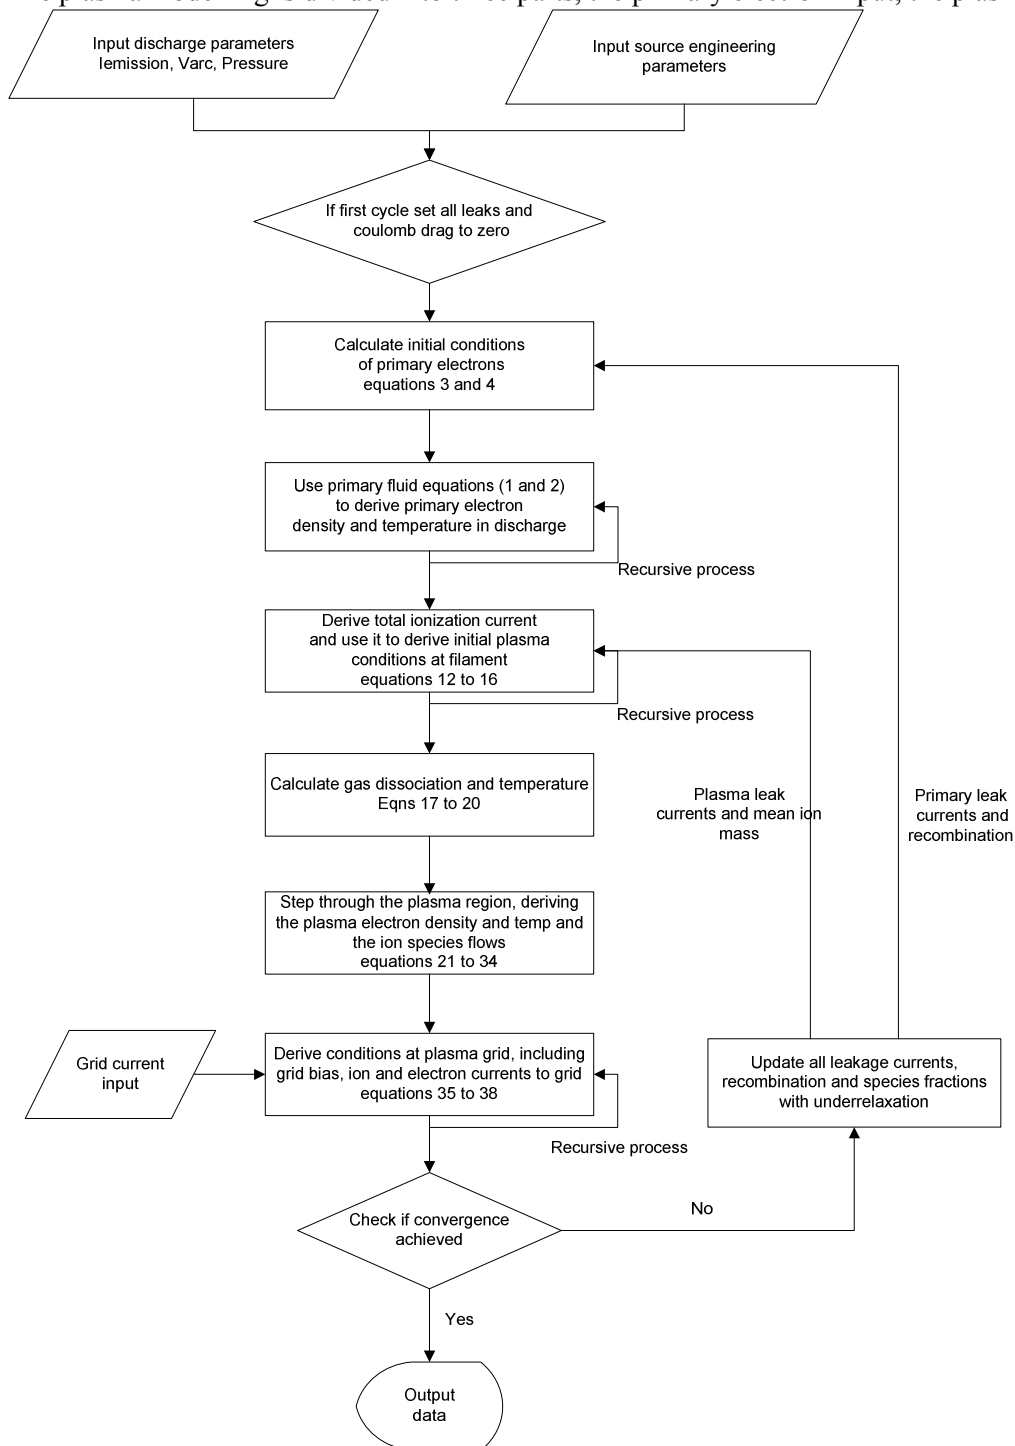 Input discharge parameters
Iemission, Varc, Pressure
Input source engineering
parameters
If first cycle set all leaks and
coulomb drag to zero
Calculate initial conditions
of primary electrons
equations 3 and 4
Use primary fluid equations (1 and 2)
to derive primary electron
density and temperature in discharge
Recursive process
Derive total ionization current
and use it to derive initial plasma
conditions at filament
equations 12 to 16
Recursive process
Calculate gas dissociation and temperature
Eqns 17 to 20
Plasma leak
currents and mean ion
mass
Primary leak
currents and
recombination
Step through the plasma region, deriving
the plasma electron density and temp and
the ion species flows
equations 21 to 34
Grid current
input
Derive conditions at plasma grid, including
grid bias, ion and electron currents to grid
equations 35 to 38
Update all leakage currents,
recombination and species fractions
with underrelaxation
Recursive process
Check if convergence
achieved
No
Yes
Output
data